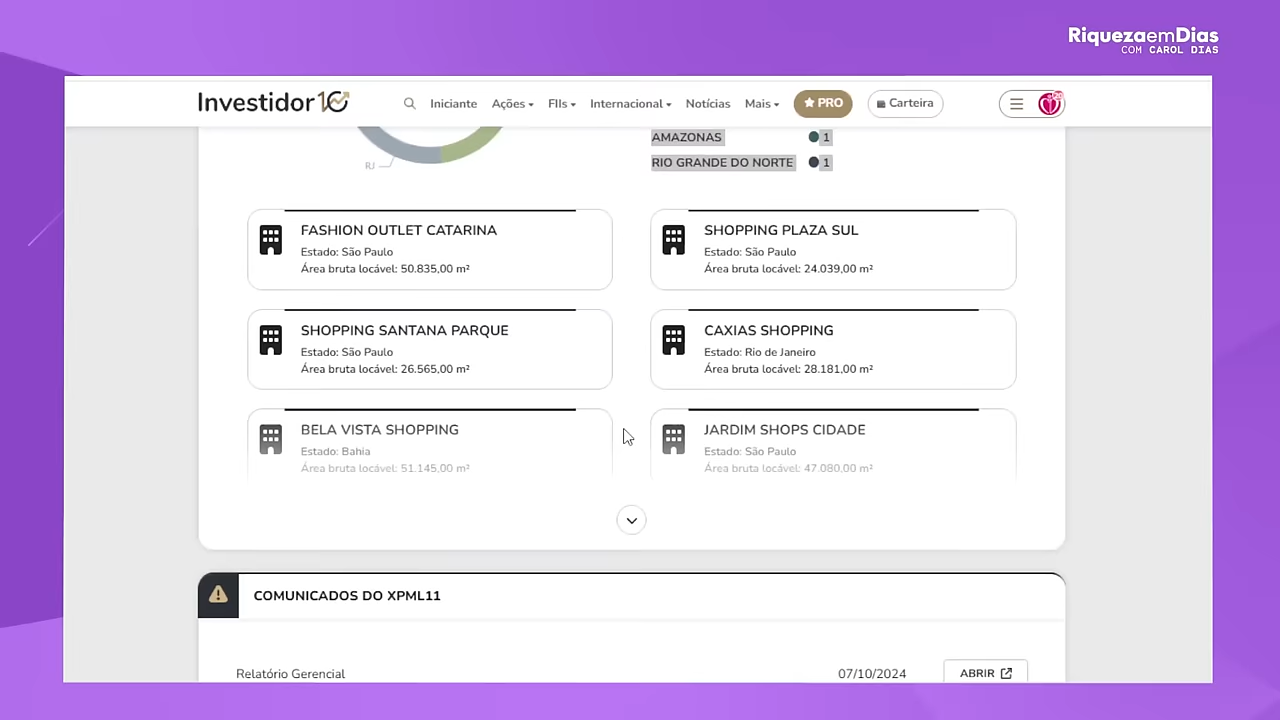 RiquezaemDias
COM CAROL DIAS
Investidor10
Iniciante
Ações
FIIs
Internacional
Notícias
Mais
PRO
Carteira
RJ
AMAZONAS 1
RIO GRANDE DO NORTE 1
FASHION OUTLET CATARINA
Estado: São Paulo
Área bruta locável: 50.835,00 m²
SHOPPING PLAZA SUL
Estado: São Paulo
Área bruta locável: 24.039,00 m²
SHOPPING SANTANA PARQUE
Estado: São Paulo
Área bruta locável: 26.565,00 m²
CAXIAS SHOPPING
Estado: Rio de Janeiro
Área bruta locável: 28.181,00 m²
BELA VISTA SHOPPING
Estado: Bahia
Área bruta locável: 51.145,00 m²
JARDIM SHOPS CIDADE
Estado: São Paulo
Área bruta locável: 47.080,00 m²
COMUNICADOS DO XPML11
Relatório Gerencial 07/10/2024 ABRIR